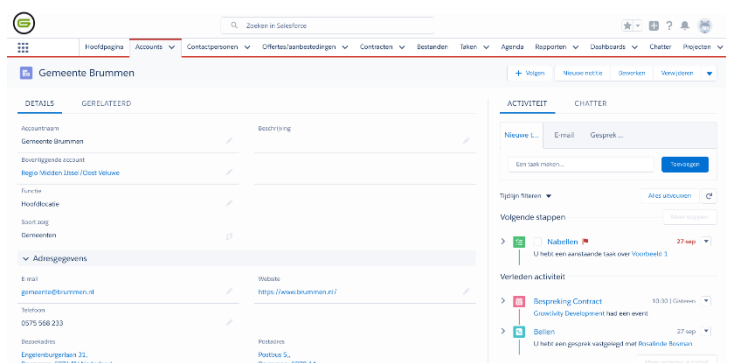 Zoeken in Salesforce
Hoofdpagina Accounts Contactpersonen Offertes/aanbestedingen Contracten Bestanden Taken Agenda Rapporten Dashboards Chatter Projecten
Gemeente Brummen
+ Volgen Nieuwe notitie Bewerken Verwijderen
DETAILS GERELATEERD
ACTIVITEIT CHATTER
Accountnaam
Gemeente Brummen
Beschrijving
Nieuwe t... E-mail Gesprek ...
Bovenliggende account
Regio Midden IJssel/Oost Veluwe
Een taak maken...
Toevoegen
Functie
Hoofdlocatie
Tijdlijn filteren
Alles uitvouwen
Soort zorg
Gemeenten
Volgende stappen
Meer stappen
Nabellen 27-sep
U hebt een aanstaande taak over Voorbeeld 1
Adresgegevens
Verleden activiteit
E-mail
gemeente@brummen.nl
Website
https://www.brummen.nl/
Bespreking Contract 10:30 | Gisteren
Growtivity Development had een event
Telefoon
0575 568 233
Bellen 27 sep
U hebt een gesprek vastgelegd met Rosalinde Bosman
Bezoekadres
Engelenburgerlaan 31,
Postadres
Postbus 5,,